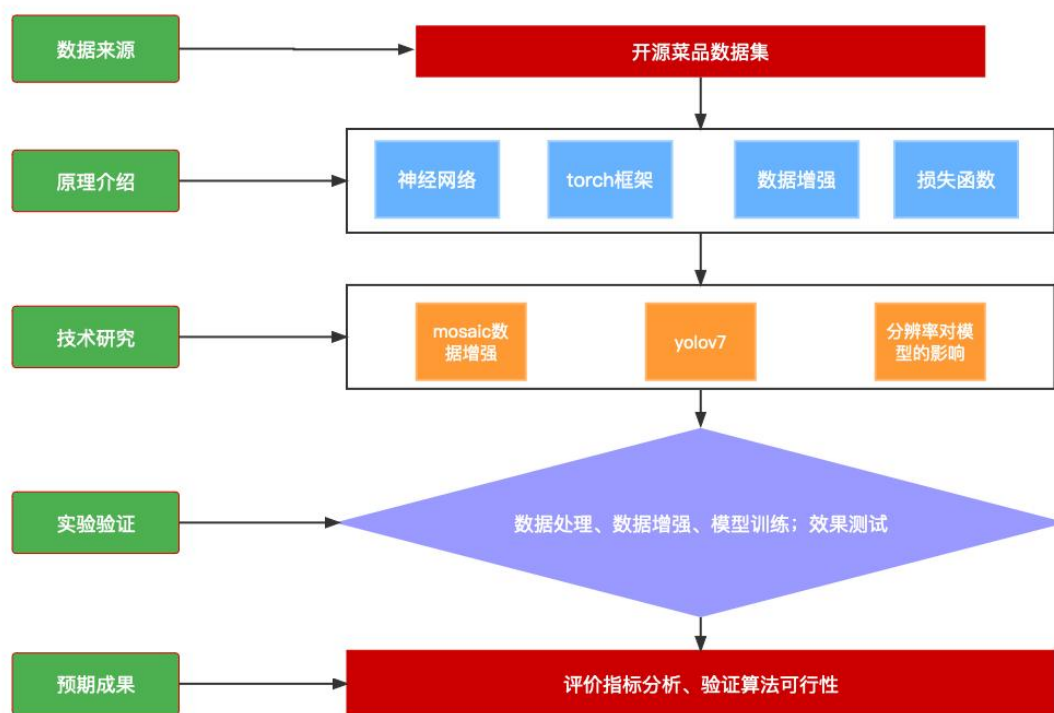 数据来源
开源菜品数据集
原理介绍
神经网络
torch框架
数据增强
损失函数
技术研究
mosaic数
据增强
yolov7
分辨率对模
型的影响
实验验证
数据处理、数据增强、模型训练；效果测试
预期成果
评价指标分析、验证算法可行性